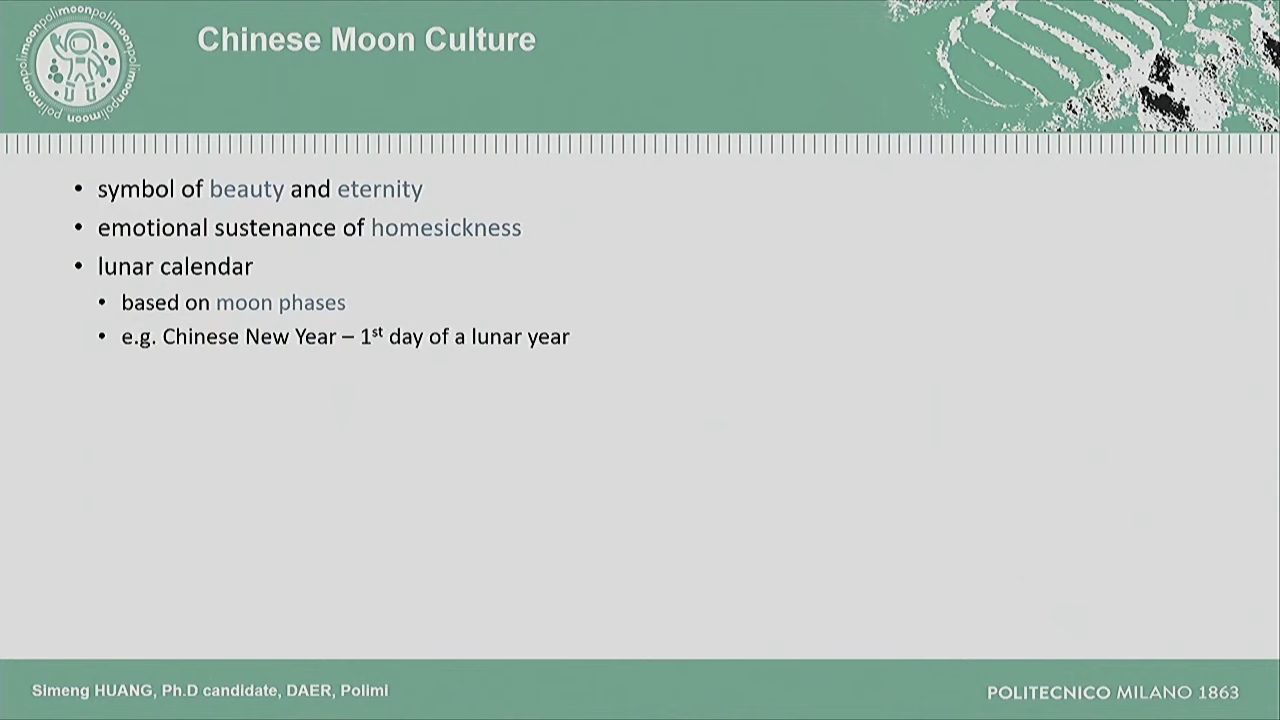 polimoonpolimoonpolimoonpolimoonpolimoon
Chinese Moon Culture
• symbol of beauty and eternity
• emotional sustenance of homesickness
• lunar calendar
• based on moon phases
• e.g. Chinese New Year – 1st day of a lunar year
Simeng HUANG, Ph.D candidate, DAER, Polimi
POLITECNICO MILANO 1863